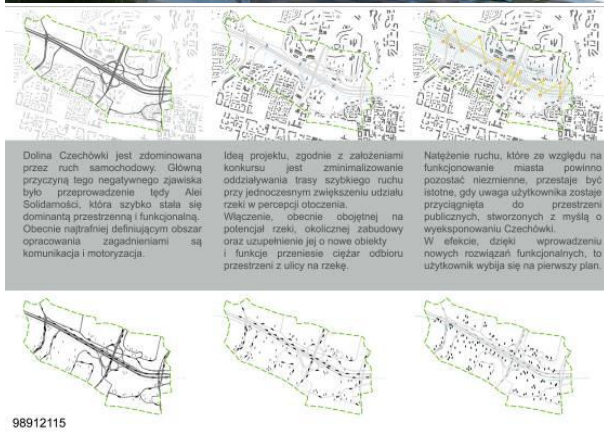 Dolina Czechówki jest zdominowana
przez ruch samochodowy. Główną
przyczyną tego negatywnego zjawiska
było przeprowadzenie tędy Alei
Solidarności, która szybko stała się
dominantą przestrzenną i funkcjonalną.
Obecnie najtrafniej definiującym obszar
opracowania zagadnieniami są
komunikacja i motoryzacja.
Ideą projektu, zgodnie z założeniami
konkursu jest zminimalizowanie
oddziaływania trasy szybkiego ruchu
przy jednoczesnym zwiększeniu udziału
rzeki w percepcji otoczenia.
Włączenie, obecnie obojętnej na
potencjał rzeki, okolicznej zabudowy
oraz uzupełnienie jej o nowe obiekty
i funkcje przeniesie ciężar odbioru
przestrzeni z ulicy na rzekę.
Natężenie ruchu, które ze względu na
funkcjonowanie miasta powinno
pozostać niezmienne, przestaje być
istotne, gdy uwaga użytkownika zostaje
przyciągnięta do przestrzeni
publicznych, stworzonych z myślą o
wyeksponowaniu Czechówki.
W efekcie, dzięki wprowadzeniu
nowych rozwiązań funkcjonalnych, to
użytkownik wybija się na pierwszy plan.
98912115